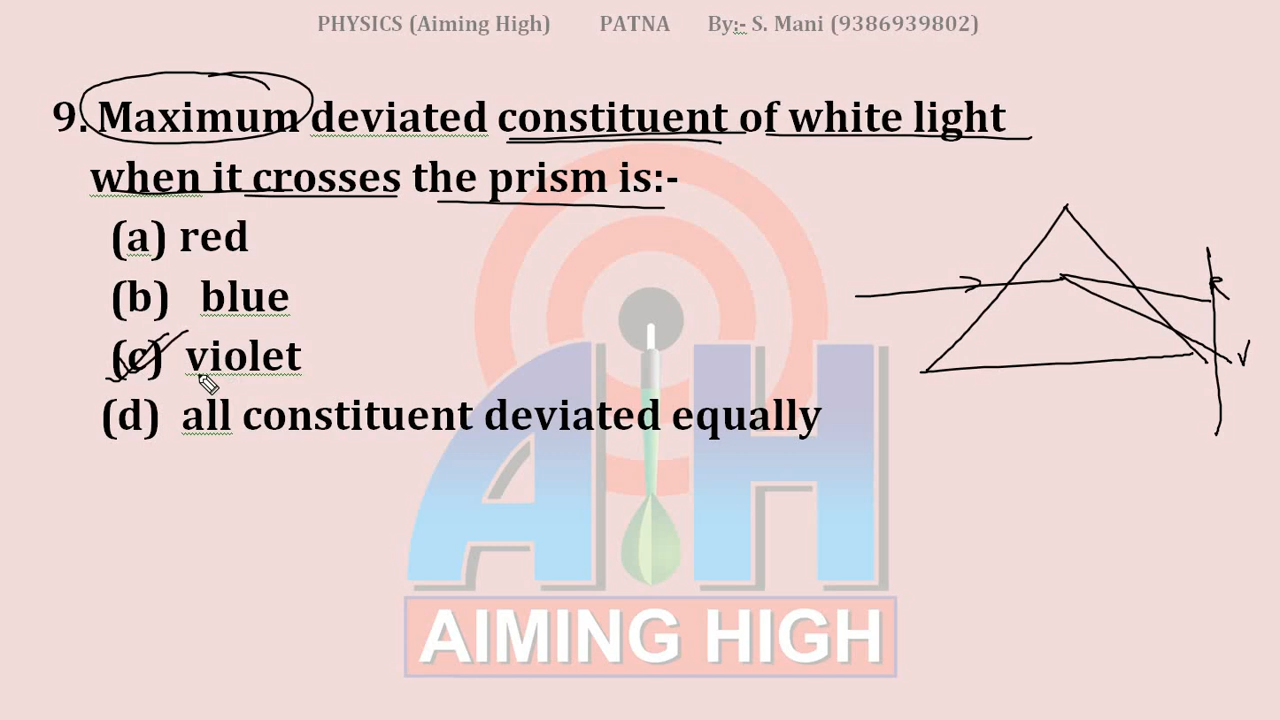 PHYSICS (Aiming High) PATNA By:- S. Mani (9386939802)
9. Maximum deviated constituent of white light
when it crosses the prism is:-
(a) red
(b) blue
(c) violet
(d) all constituent deviated equally
R
V
AH
AIMING HIGH